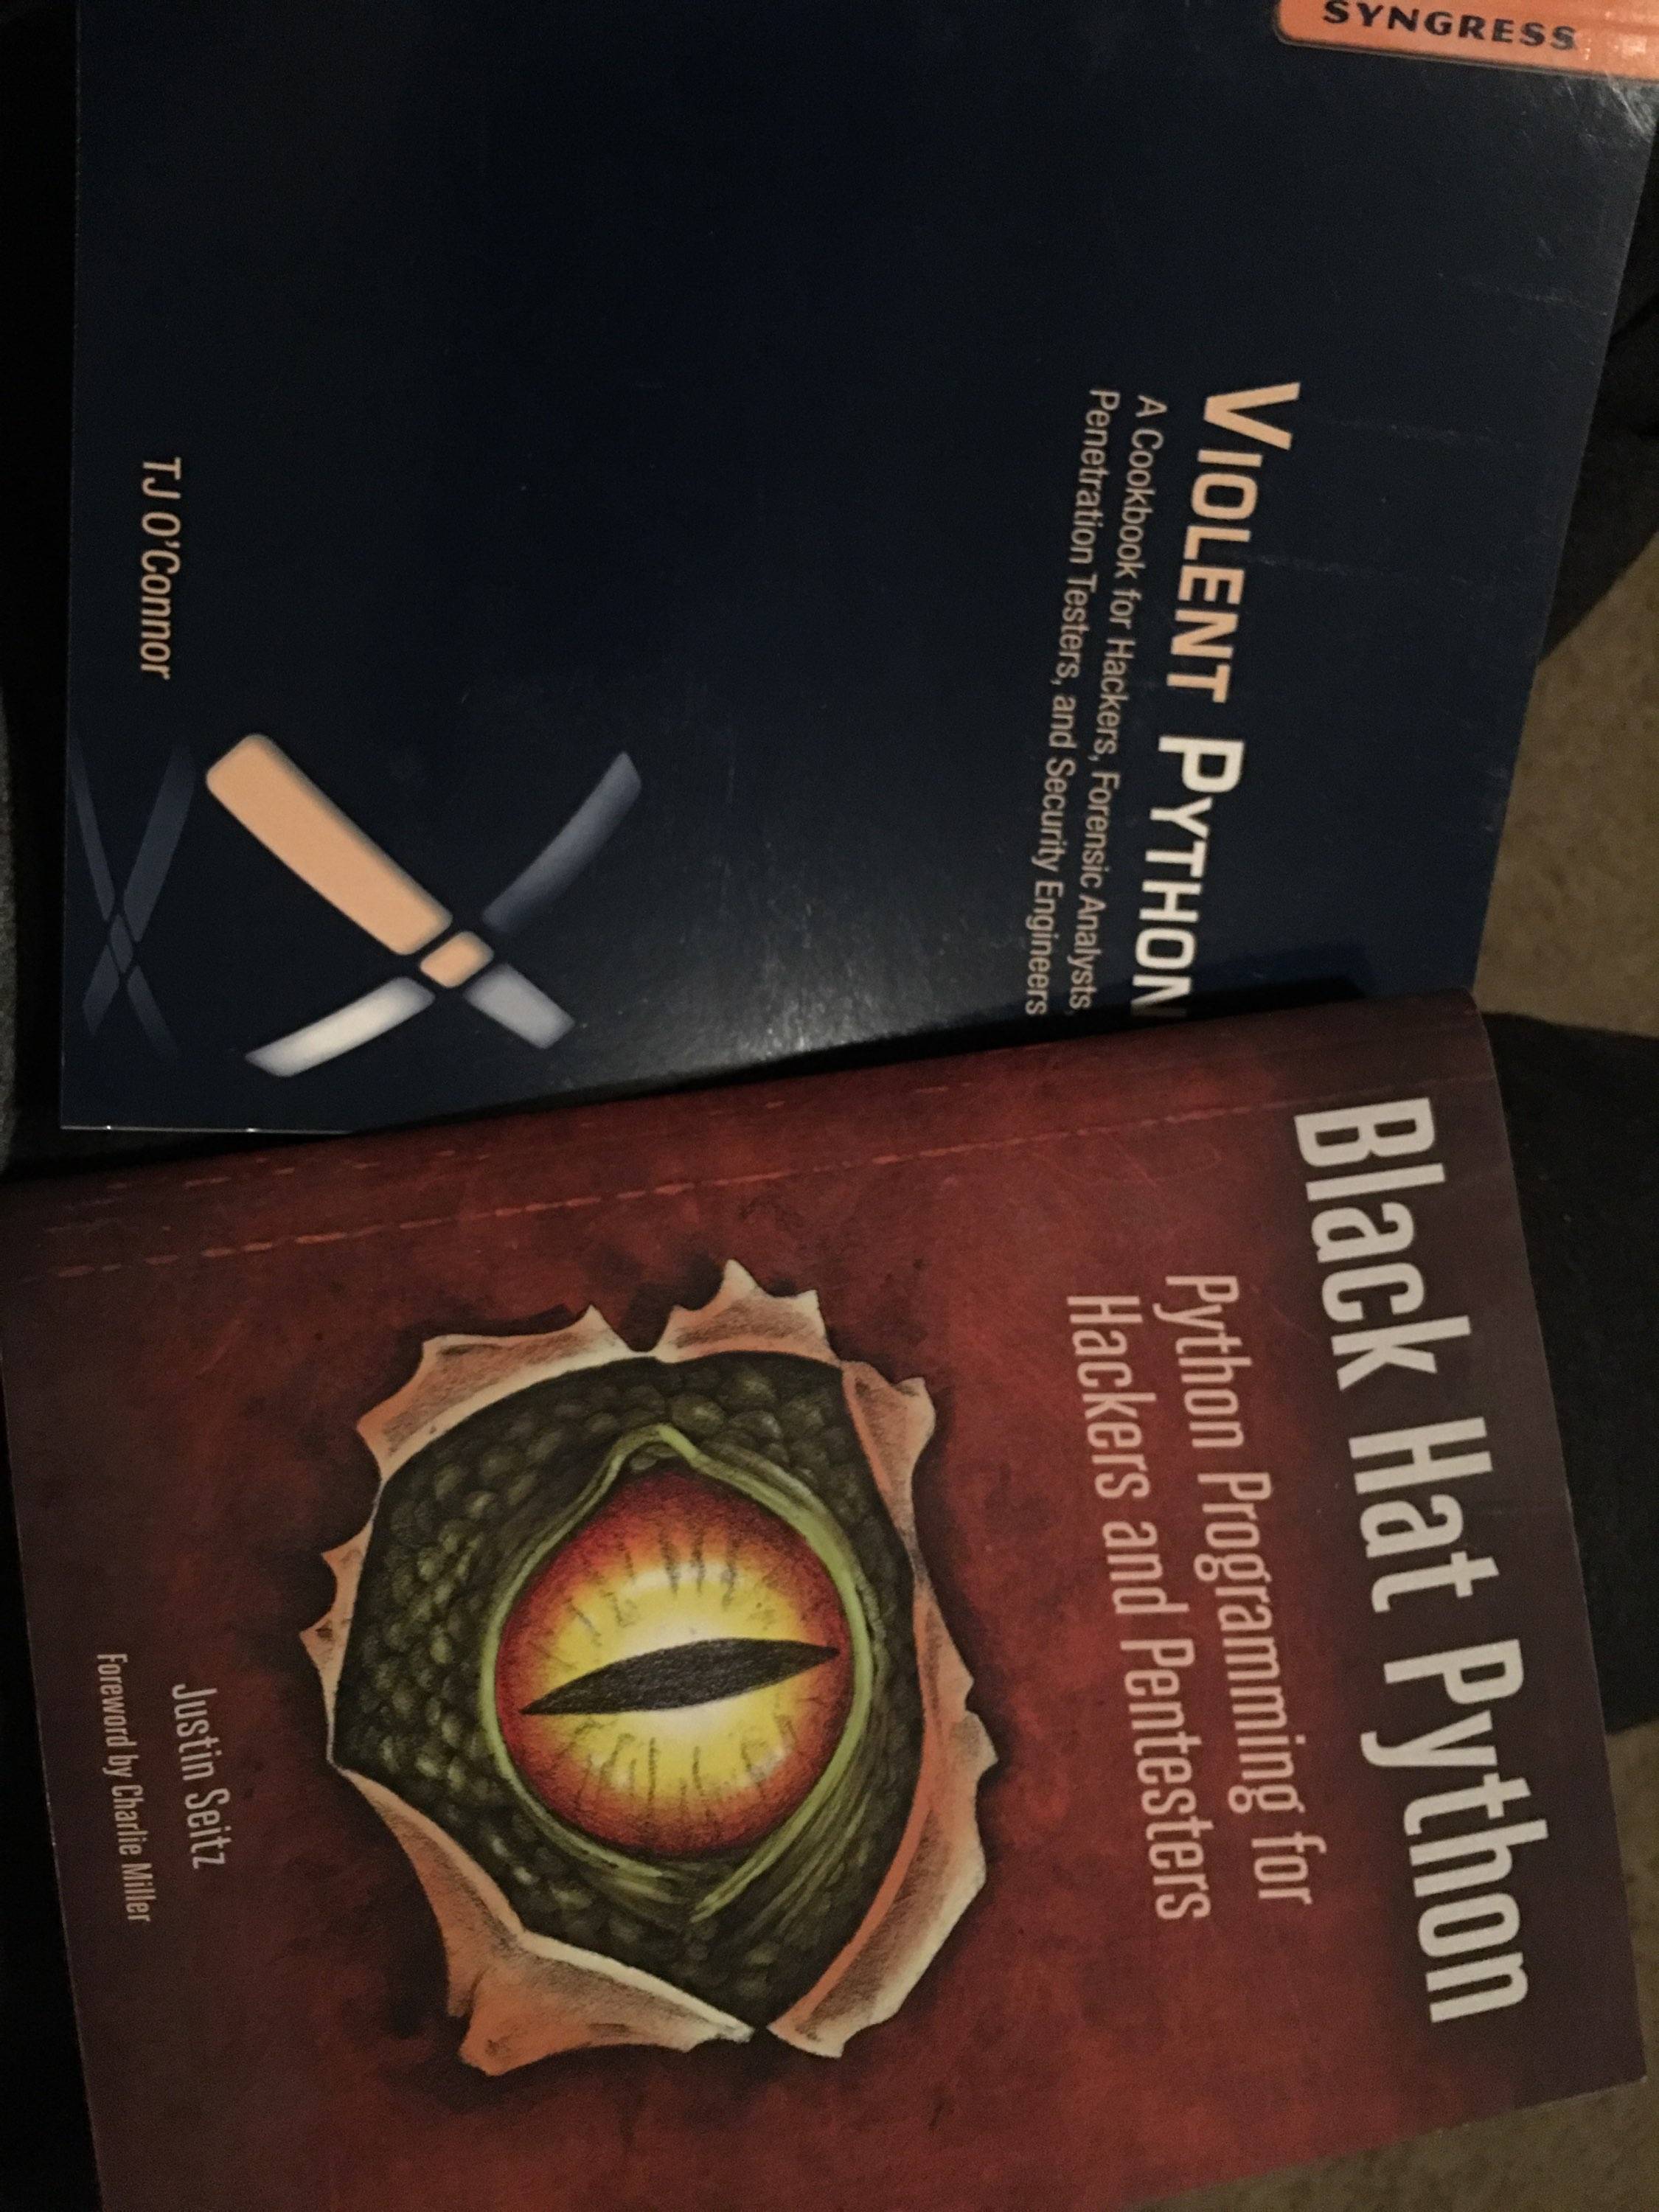 SYNGRESS
VIOLENT PYTHON
A Cookbook for Hackers, Forensic Analysts,
Penetration Testers, and Security Engineers
TJ O'Connor
Black Hat Python
Python Programming for
Hackers and Pentesters
Justin Seitz
Foreword by Charlie Miller